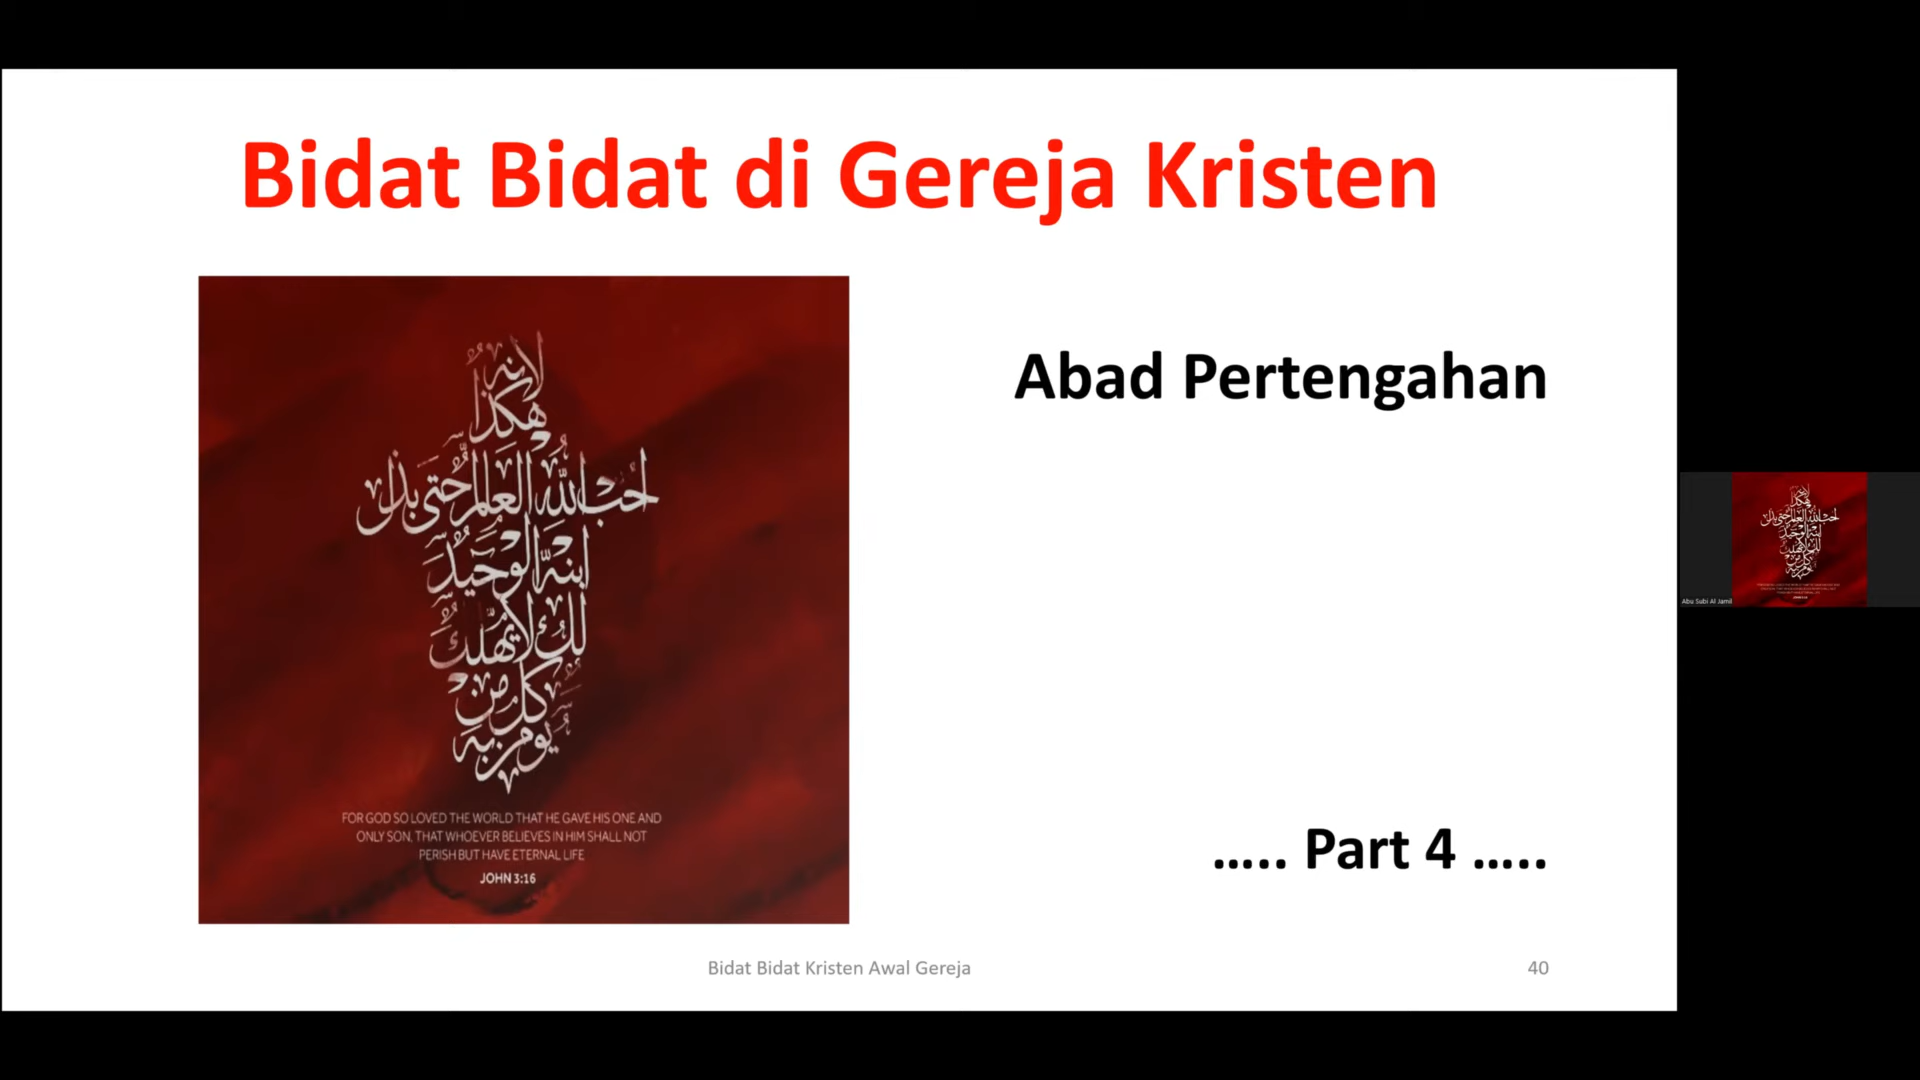 Bidat Bidat di Gereja Kristen
لانه
هكذا
احب الله العالم حتى بذل
ابنه الوحيد
لكي لا يهلك
كل من
يؤمن به
FOR GOD SO LOVED THE WORLD THAT HE GAVE HIS ONE AND
ONLY SON, THAT WHOEVER BELIEVES IN HIM SHALL NOT
PERISH BUT HAVE ETERNAL LIFE
JOHN 3:16
Abad Pertengahan
..... Part 4 .....
Bidat Bidat Kristen Awal Gereja
40
Abu Subi Al Jamil